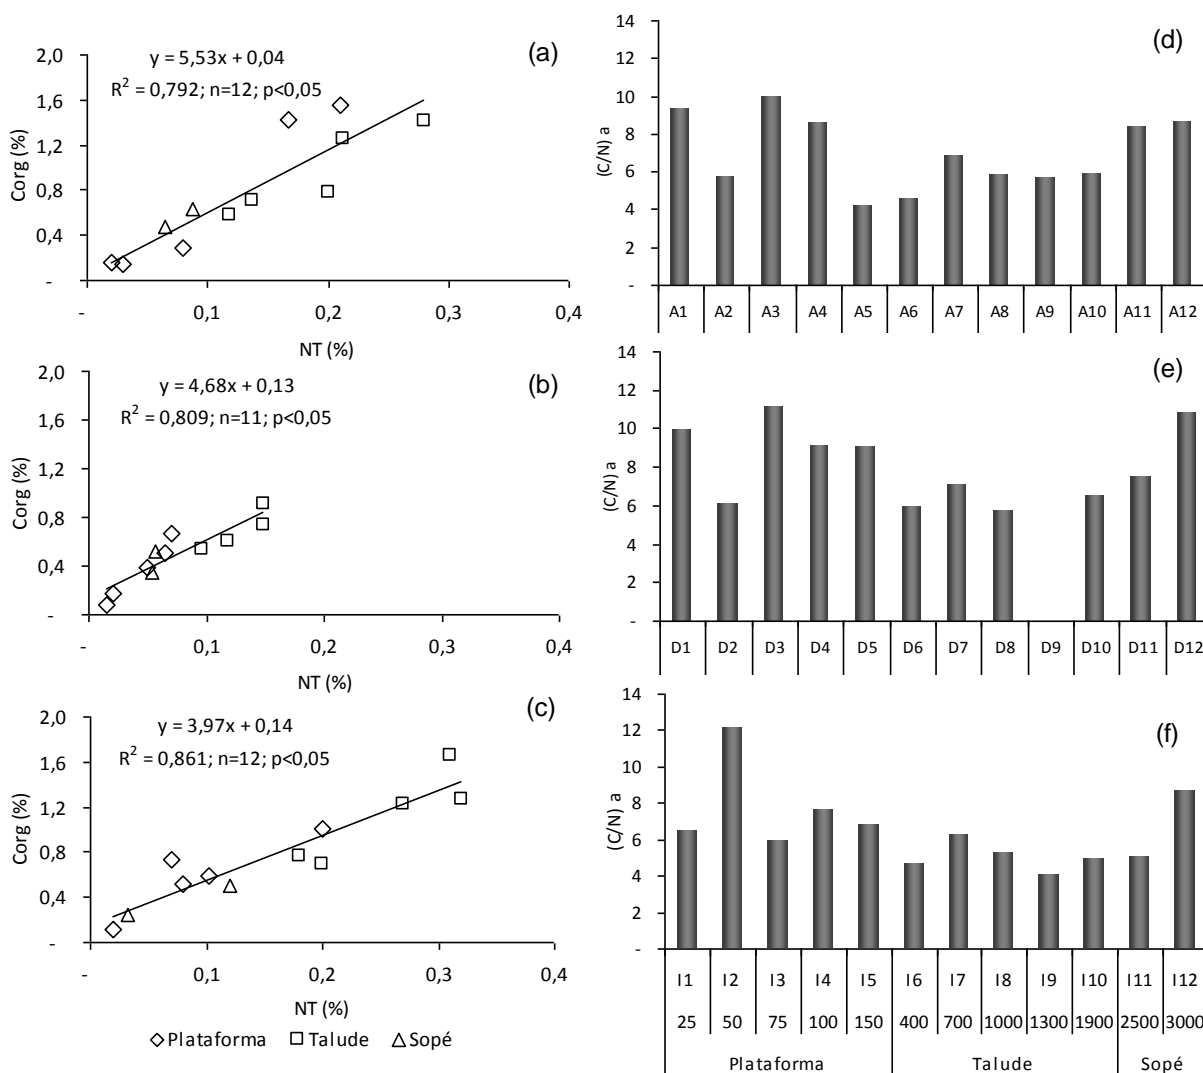 (a)
y = 5,53x + 0,04
R² = 0,792; n=12; p<0,05
2,0
1,6
1,2
0,8
0,4
-
Corg (%)
- 0,1 0,2 0,3 0,4
NT (%)
(b)
y = 4,68x + 0,13
R² = 0,809; n=11; p<0,05
2,0
1,6
1,2
0,8
0,4
-
Corg (%)
- 0,1 0,2 0,3 0,4
NT (%)
(c)
y = 3,97x + 0,14
R² = 0,861; n=12; p<0,05
2,0
1,6
1,2
0,8
0,4
-
Corg (%)
- 0,1 0,2 0,3 0,4
NT (%)
Plataforma Talude Sopé
(d)
14
12
10
8
6
4
2
-
(C/N) a
A1 A2 A3 A4 A5 A6 A7 A8 A9 A10 A11 A12
(e)
14
12
10
8
6
4
2
-
(C/N) a
D1 D2 D3 D4 D5 D6 D7 D8 D9 D10 D11 D12
(f)
14
12
10
8
6
4
2
-
(C/N) a
I1 I2 I3 I4 I5 I6 I7 I8 I9 I10 I11 I12
25 50 75 100 150 400 700 1000 1300 1900 2500 3000
Plataforma Talude Sopé